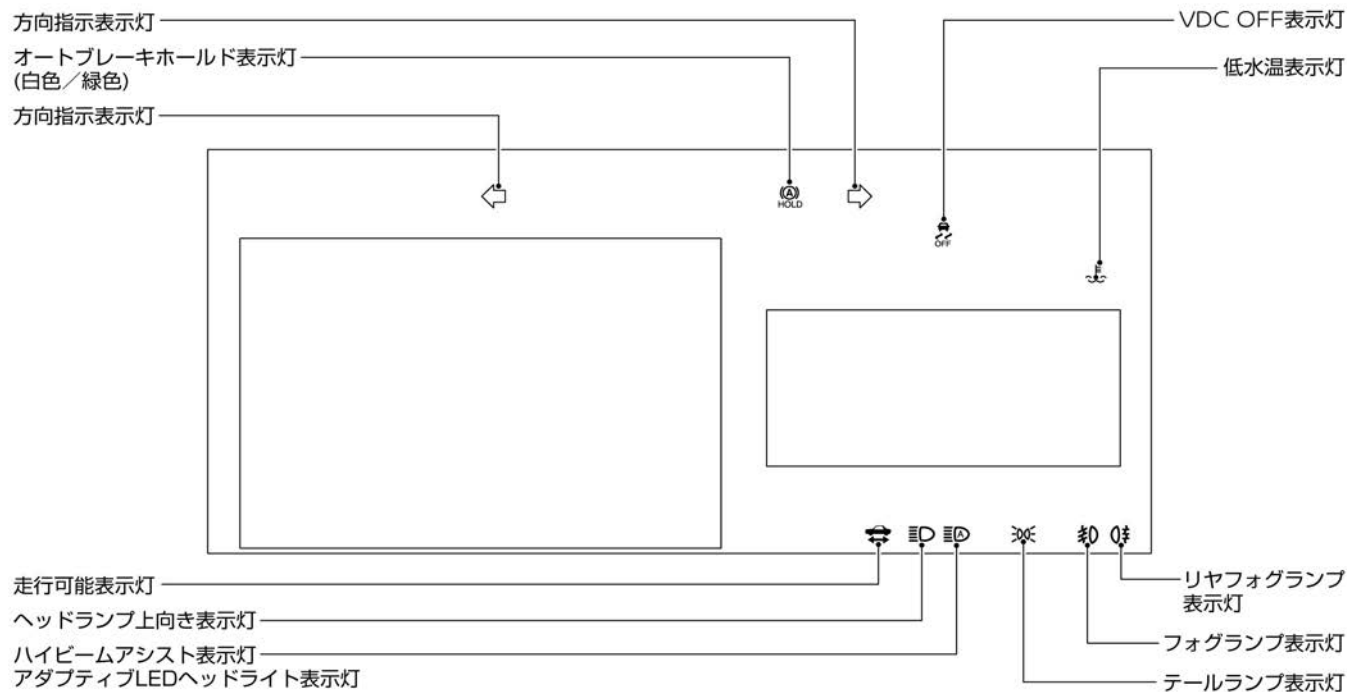 方向指示表示灯
オートブレーキホールド表示灯
(白色／緑色)
方向指示表示灯
VDC OFF表示灯
低水温表示灯
(A)
HOLD
OFF
A
走行可能表示灯
ヘッドランプ上向き表示灯
ハイビームアシスト表示灯
アダプティブLEDヘッドライト表示灯
リヤフォグランプ
表示灯
フォグランプ表示灯
テールランプ表示灯